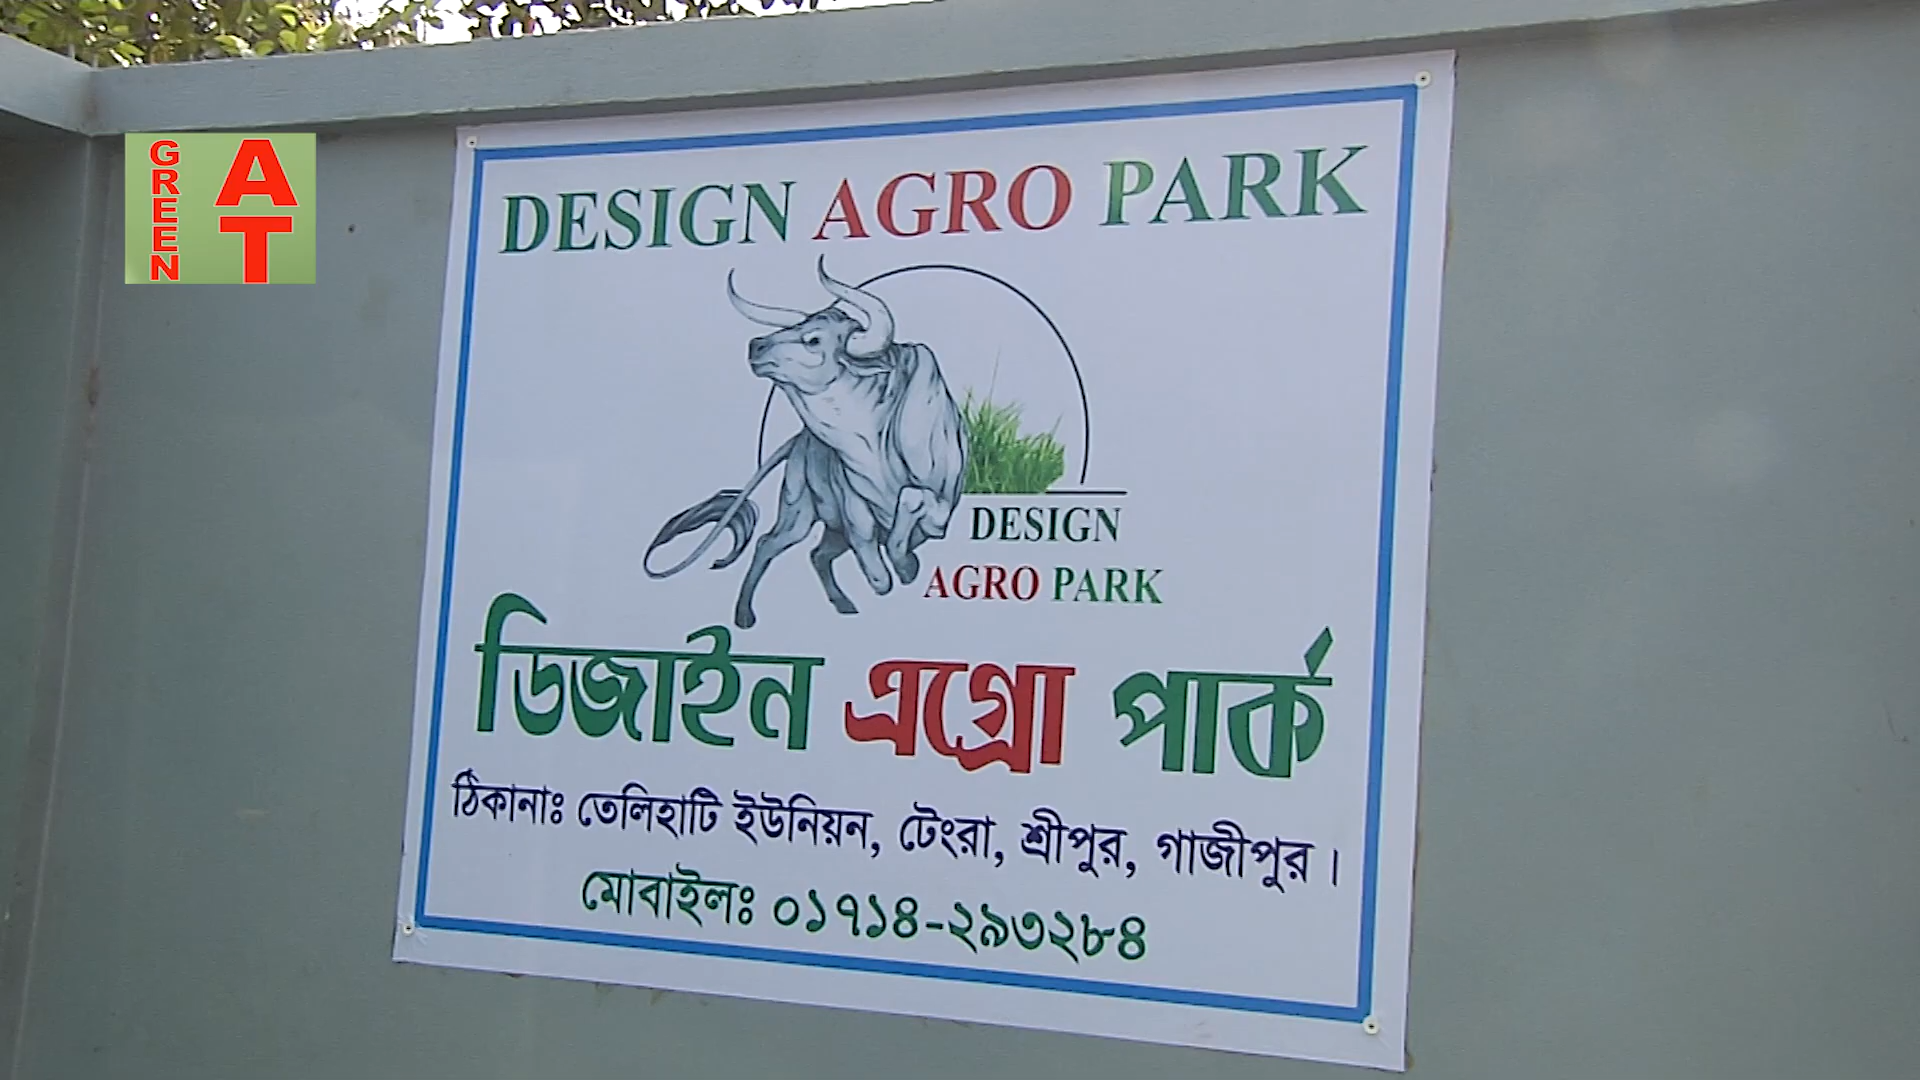 GREEN
AT
DESIGN AGRO PARK
DESIGN
AGRO PARK
ডিজাইন এগ্রো পার্ক
ঠিকানাঃ তেলিহাটি ইউনিয়ন, টেংরা, শ্রীপুর, গাজীপুর।
মোবাইলঃ ০১৭১৪-২৯৩২৮৪